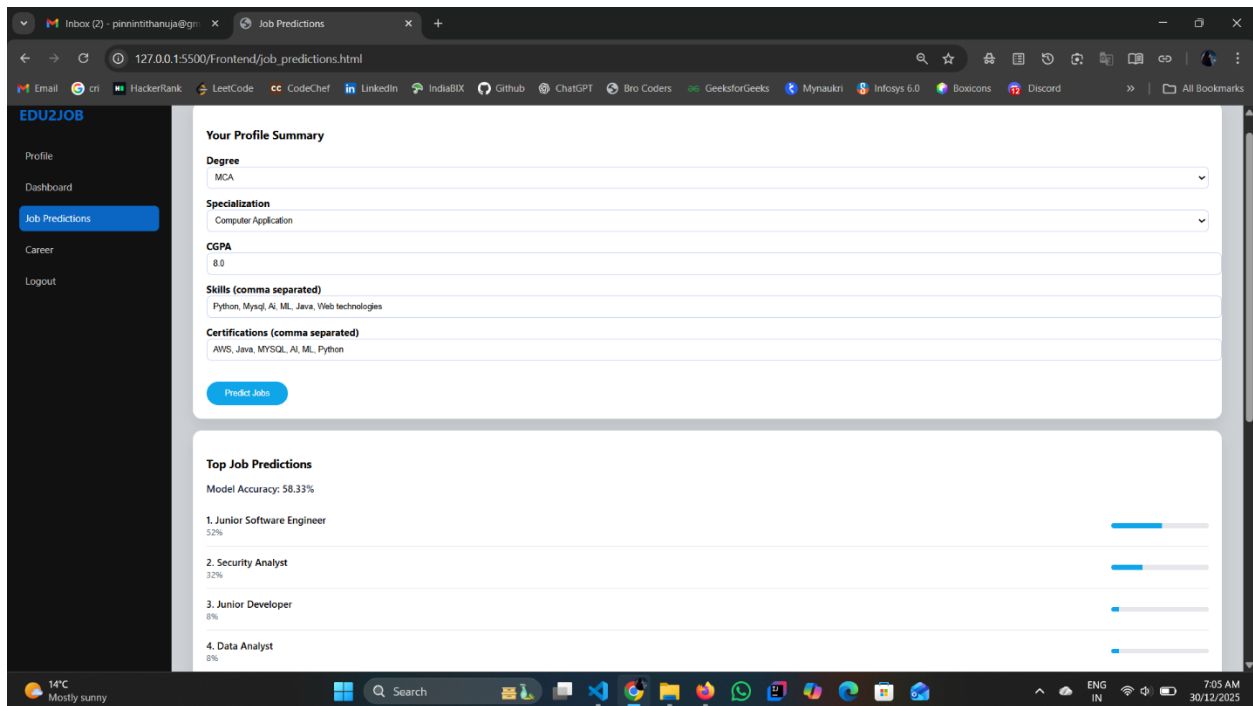 Inbox (2) - pinnintithanuja@gm
Job Predictions
127.0.0.1:5500/Frontend/job_predictions.html
Email
cri
HackerRank
LeetCode
CC CodeChef
in LinkedIn
IndiaBIX
Github
ChatGPT
Bro Coders
GeeksforGeeks
Mynaukri
Infosys 6.0
Boxicons
12 Discord
All Bookmarks
EDU2JOB
Profile
Dashboard
Job Predictions
Career
Logout
Your Profile Summary
Degree
MCA
Specialization
Computer Application
CGPA
8.0
Skills (comma separated)
Python, Mysql, Ai, ML, Java, Web technologies
Certifications (comma separated)
AWS, Java, MYSQL, AI, ML, Python
Predict Jobs
Top Job Predictions
Model Accuracy: 58.33%
1. Junior Software Engineer
52%
2. Security Analyst
32%
3. Junior Developer
8%
4. Data Analyst
8%
14°C
Mostly sunny
Search
ENG
IN
7:05 AM
30/12/2025